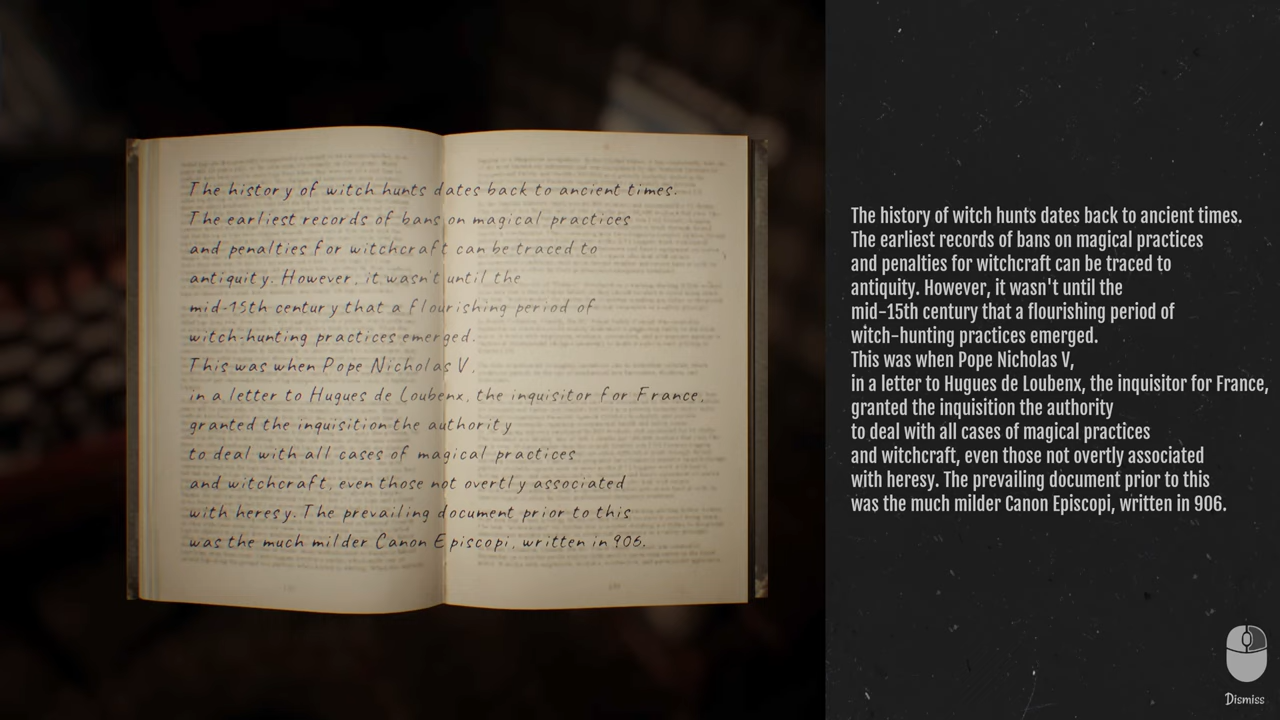 The history of witch hunts dates back to ancient times.
The earliest records of bans on magical practices
and penalties for witchcraft can be traced to
antiquity. However, it wasn't until the
mid-15th century that a flourishing period of
witch-hunting practices emerged.
This was when Pope Nicholas V,
in a letter to Hugues de Loubenx, the inquisitor for France,
granted the inquisition the authority
to deal with all cases of magical practices
and witchcraft, even those not overtly associated
with heresy. The prevailing document prior to this
was the much milder Canon Episcopi, written in 906.
The history of witch hunts dates back to ancient times.
The earliest records of bans on magical practices
and penalties for witchcraft can be traced to
antiquity. However, it wasn't until the
mid-15th century that a flourishing period of
witch-hunting practices emerged.
This was when Pope Nicholas V,
in a letter to Hugues de Loubenx, the inquisitor for France,
granted the inquisition the authority
to deal with all cases of magical practices
and witchcraft, even those not overtly associated
with heresy. The prevailing document prior to this
was the much milder Canon Episcopi, written in 906.
Dismiss